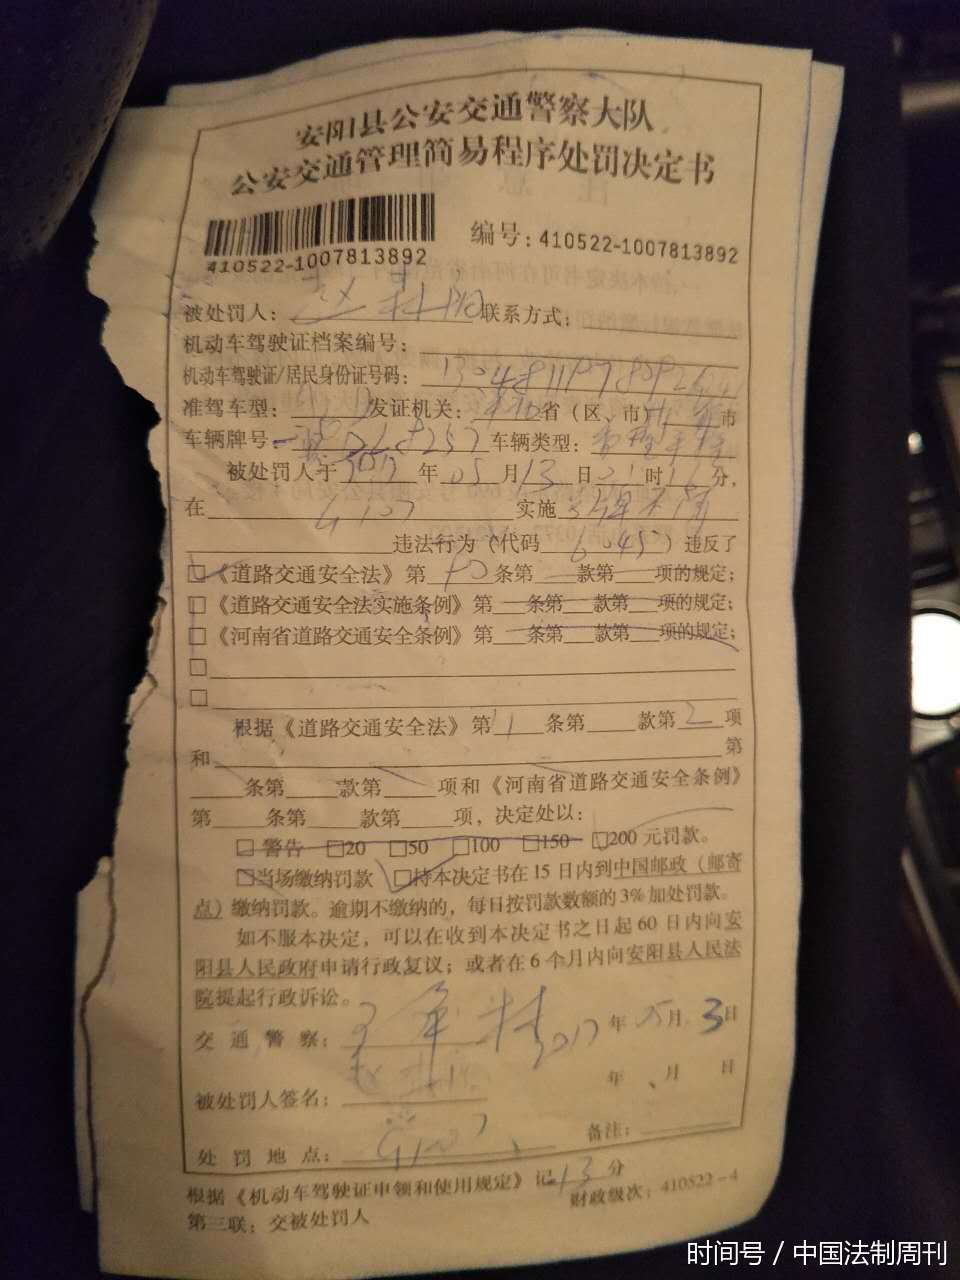 安阳县公安交通警察大队
公安交通管理简易程序处罚决定书
410522-1007813892
编号：410522-1007813892
被处罚人： 联系方式：
机动车驾驶证档案编号：
机动车驾驶证/居民身份证号码：
准驾车型： 发证机关： 省（区、市） 市
车辆牌号 8257 车辆类型：
被处罚人于 2017 年 05 月 13 日 21 时 16 分，
在 G107 实施
违法行为（代码 6045）违反了
□《道路交通安全法》第 条第 款第 项的规定；
□《道路交通安全法实施条例》第 条第 款第 项的规定；
□《河南省道路交通安全条例》第 条第 款第 项的规定；
□
□
根据《道路交通安全法》第 条第 款第 2 项
和 第
条第 款第 项和《河南省道路交通安全条例》
第 条第 款第 项，决定处以：
□警告 □20 □50 □100 □150 □200 元罚款。
□当场缴纳罚款 □持本决定书在 15 日内到中国邮政（邮寄
点）缴纳罚款。逾期不缴纳的，每日按罚款数额的 3% 加处罚款。
如不服本决定，可以在收到本决定书之日起 60 日内向安
阳县人民政府申请行政复议；或者在 6 个月内向安阳县人民法
院提起行政诉讼。
交通警察： 2017 年 月 3 日
年 、月 日
被处罚人签名：
备注：
处罚地点： G107
根据《机动车驾驶证申领和使用规定》记 分
财政级次：410522-4
第三联：交被处罚人
时间号 / 中国法制周刊